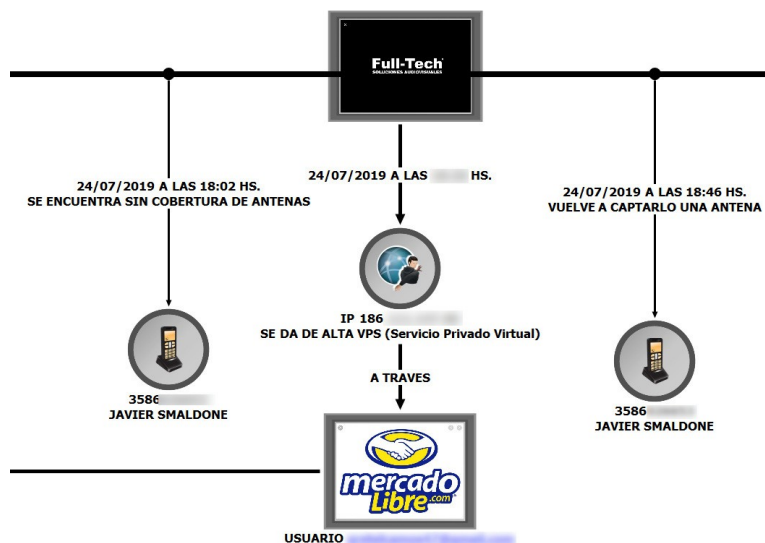 Full-Tech
SOLUCIONES AUDIOVISUALES
24/07/2019 A LAS 18:02 HS.
SE ENCUENTRA SIN COBERTURA DE ANTENAS
24/07/2019 A LAS HS.
24/07/2019 A LAS 18:46 HS.
VUELVE A CAPTARLO UNA ANTENA
IP 186
SE DA DE ALTA VPS (Servicio Privado Virtual)
A TRAVES
3586
JAVIER SMALDONE
3586
JAVIER SMALDONE
mercado
Libre.com
USUARIO